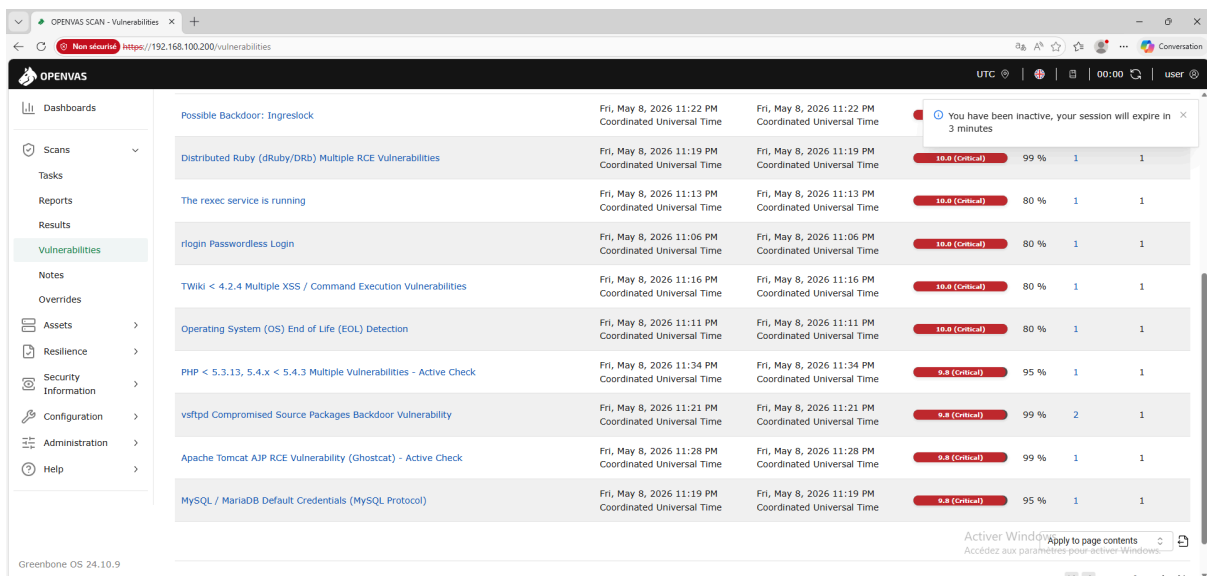 OPENVAS SCAN - Vulnerabilities
Non sécurisé https://192.168.100.200/vulnerabilities
Conversation
OPENVAS
UTC
00:00
user
Dashboards
Scans
Tasks
Reports
Results
Vulnerabilities
Notes
Overrides
Assets
Resilience
Security
Information
Configuration
Administration
Help
Greenbone OS 24.10.9
You have been inactive, your session will expire in
3 minutes
Possible Backdoor: Ingreslock Fri, May 8, 2026 11:22 PM Fri, May 8, 2026 11:22 PM
Coordinated Universal Time Coordinated Universal Time
Distributed Ruby (dRuby/DRb) Multiple RCE Vulnerabilities Fri, May 8, 2026 11:19 PM Fri, May 8, 2026 11:19 PM 10.0 (Critical) 99 % 1 1
Coordinated Universal Time Coordinated Universal Time
The rexec service is running Fri, May 8, 2026 11:13 PM Fri, May 8, 2026 11:13 PM 10.0 (Critical) 80 % 1 1
Coordinated Universal Time Coordinated Universal Time
rlogin Passwordless Login Fri, May 8, 2026 11:06 PM Fri, May 8, 2026 11:06 PM 10.0 (Critical) 80 % 1 1
Coordinated Universal Time Coordinated Universal Time
TWiki < 4.2.4 Multiple XSS / Command Execution Vulnerabilities Fri, May 8, 2026 11:16 PM Fri, May 8, 2026 11:16 PM 10.0 (Critical) 80 % 1 1
Coordinated Universal Time Coordinated Universal Time
Operating System (OS) End of Life (EOL) Detection Fri, May 8, 2026 11:11 PM Fri, May 8, 2026 11:11 PM 10.0 (Critical) 80 % 1 1
Coordinated Universal Time Coordinated Universal Time
PHP < 5.3.13, 5.4.x < 5.4.3 Multiple Vulnerabilities - Active Check Fri, May 8, 2026 11:34 PM Fri, May 8, 2026 11:34 PM 9.8 (Critical) 95 % 1 1
Coordinated Universal Time Coordinated Universal Time
vsftpd Compromised Source Packages Backdoor Vulnerability Fri, May 8, 2026 11:21 PM Fri, May 8, 2026 11:21 PM 9.8 (Critical) 99 % 2 1
Coordinated Universal Time Coordinated Universal Time
Apache Tomcat AJP RCE Vulnerability (Ghostcat) - Active Check Fri, May 8, 2026 11:28 PM Fri, May 8, 2026 11:28 PM 9.8 (Critical) 99 % 1 1
Coordinated Universal Time Coordinated Universal Time
MySQL / MariaDB Default Credentials (MySQL Protocol) Fri, May 8, 2026 11:19 PM Fri, May 8, 2026 11:19 PM 9.8 (Critical) 95 % 1 1
Coordinated Universal Time Coordinated Universal Time
Apply to page contents
Activer Windows
Accédez aux paramètres pour activer Windows.